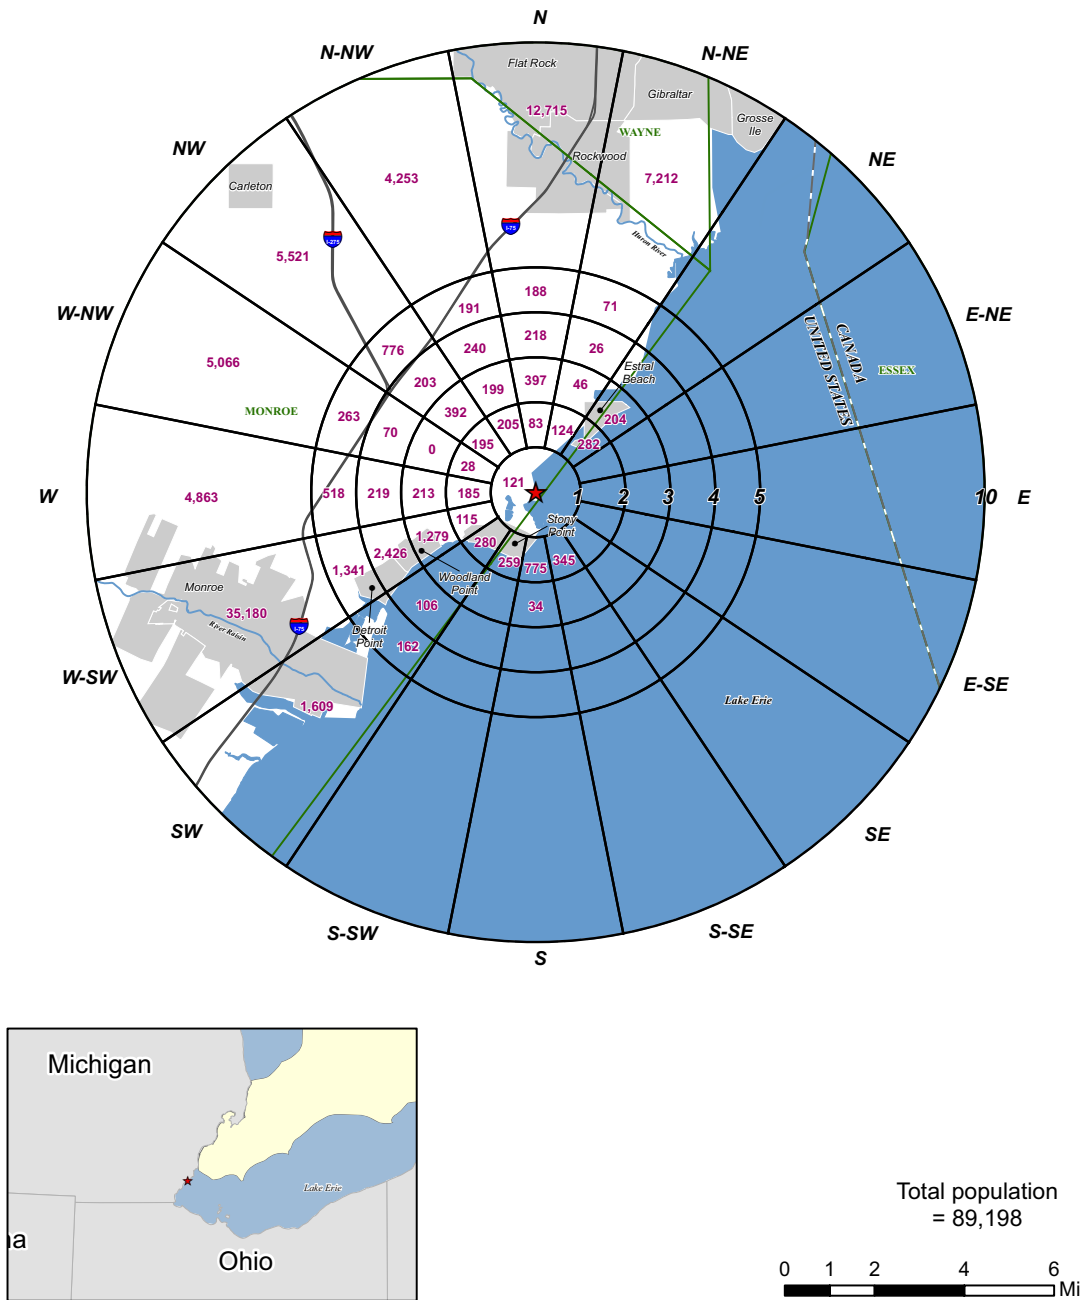 N
N-NW
N-NE
Flat Rock
Gibraltar
12,715
Grosse
Ile
WAYNE
NW
Rockwood
NE
4,253
7,212
Carleton
I-75
I-275
Huron River
5,521
188
W-NW
191
71
E-NE
CANADA
UNITED STATES
218
776
240
26
5,066
Estral
Beach
ESSEX
203
199
397
46
MONROE
263
392
205
83
124
204
70
195
282
0
28
121
W
4,863
518
219
213
185
1
2
3
4
5
10
E
115
Stony
Point
1,279
280
2,426
259
775
345
1,341
Woodland
Point
Monroe
106
34
35,180
River Raisin
I-75
Detroit
Point
162
W-SW
E-SE
Lake Erie
1,609
SW
SE
S-SW
S-SE
S
Michigan
Lake Erie
Ohio
Total population
= 89,198
0 1 2 4 6
Mi